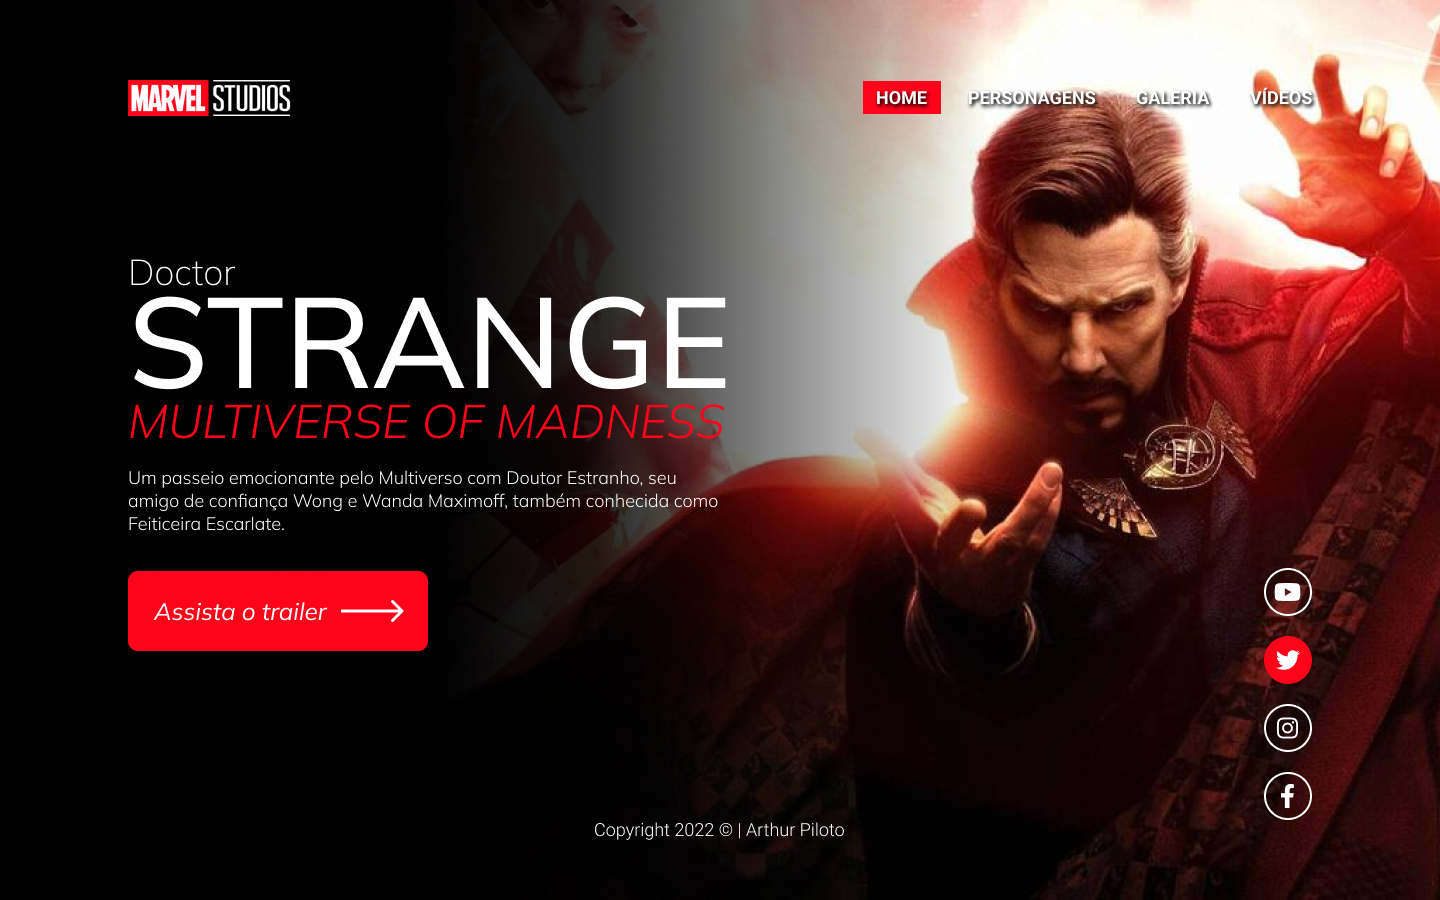 MARVEL STUDIOS
HOME PERSONAGENS GALERIA VÍDEOS
Doctor
STRANGE
MULTIVERSE OF MADNESS
Um passeio emocionante pelo Multiverso com Doutor Estranho, seu
amigo de confiança Wong e Wanda Maximoff, também conhecida como
Feiticeira Escarlate.
Assista o trailer
Copyright 2022 © | Arthur Piloto